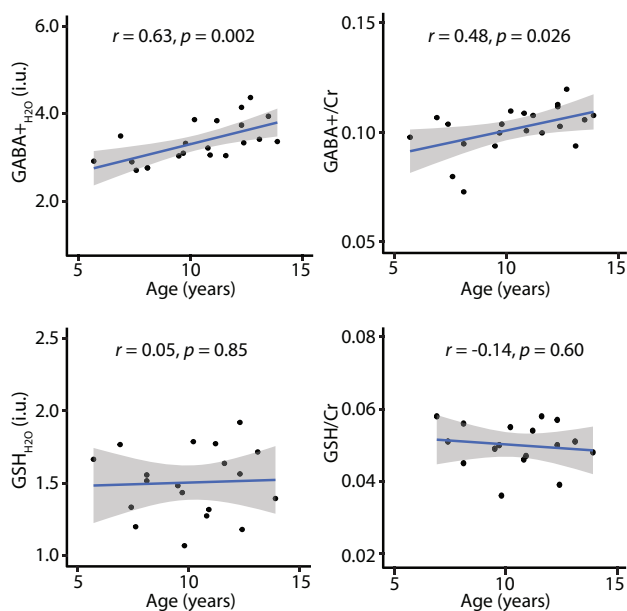 6.0
r = 0.63, p = 0.002
4.0
2.0
GABA+H2O (i.u.)
5
10
15
Age (years)
0.15
r = 0.48, p = 0.026
0.10
0.05
GABA+/Cr
5
10
15
Age (years)
2.5
r = 0.05, p = 0.85
2.0
1.5
1.0
GSHH2O (i.u.)
5
10
15
Age (years)
0.08
r = -0.14, p = 0.60
0.06
0.04
0.02
GSH/Cr
5
10
15
Age (years)